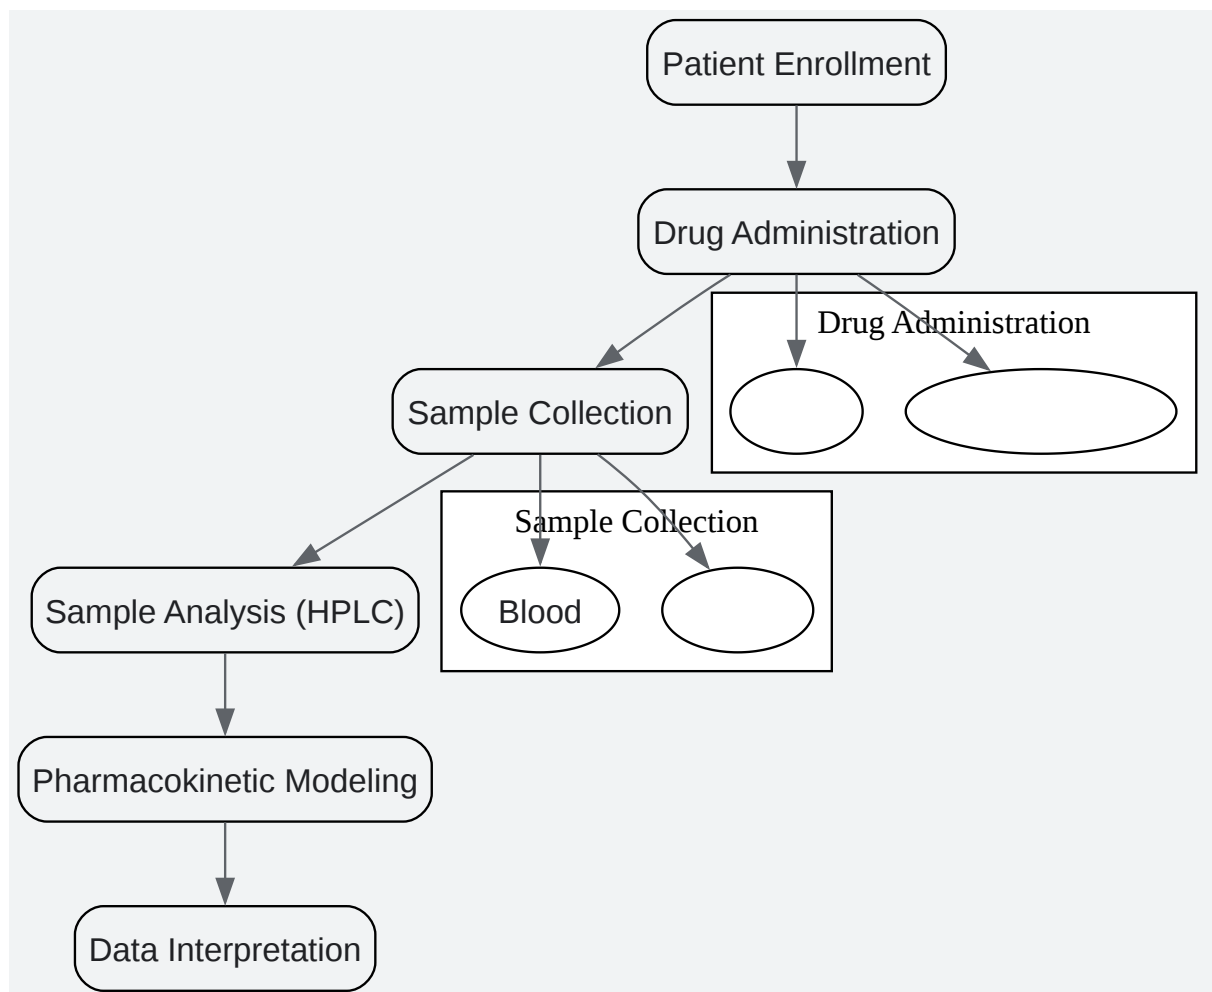 Patient Enrollment
Drug Administration
Drug Administration
Sample Collection
Sample Collection
Sample Analysis (HPLC)
Blood
Pharmacokinetic Modeling
Data Interpretation